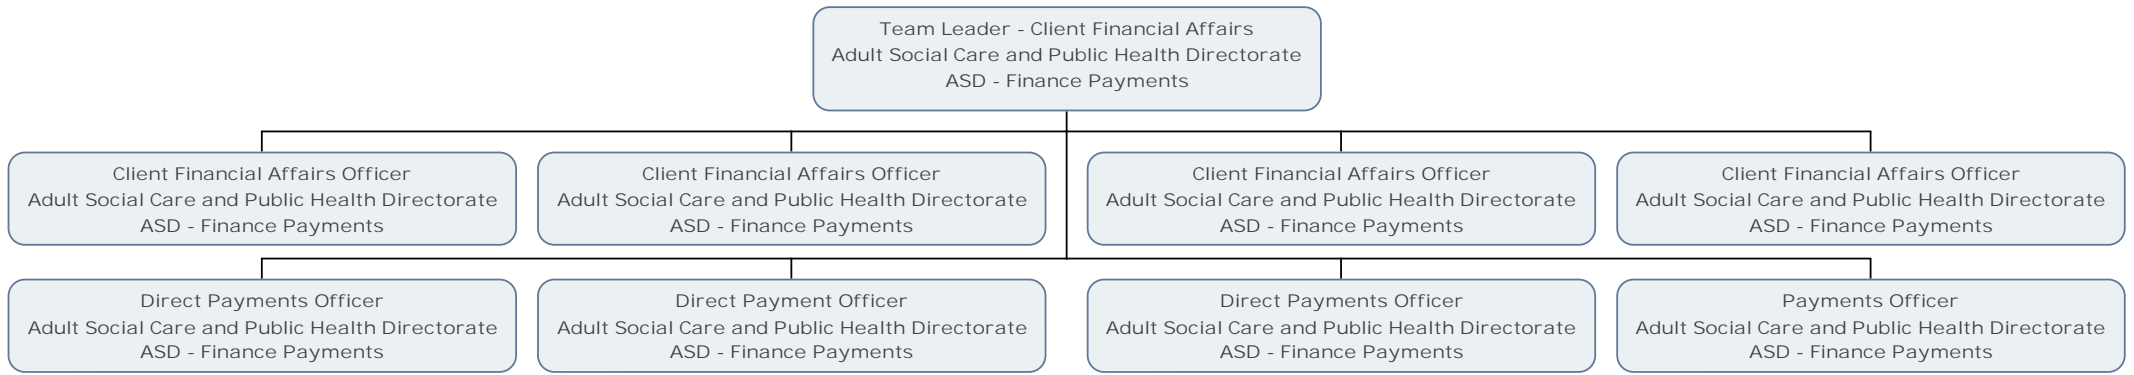 Team Leader - Client Financial Affairs
Adult Social Care and Public Health Directorate
ASD - Finance Payments
Client Financial Affairs Officer
Adult Social Care and Public Health Directorate
ASD - Finance Payments
Client Financial Affairs Officer
Adult Social Care and Public Health Directorate
ASD - Finance Payments
Client Financial Affairs Officer
Adult Social Care and Public Health Directorate
ASD - Finance Payments
Client Financial Affairs Officer
Adult Social Care and Public Health Directorate
ASD - Finance Payments
Direct Payments Officer
Adult Social Care and Public Health Directorate
ASD - Finance Payments
Direct Payment Officer
Adult Social Care and Public Health Directorate
ASD - Finance Payments
Direct Payments Officer
Adult Social Care and Public Health Directorate
ASD - Finance Payments
Payments Officer
Adult Social Care and Public Health Directorate
ASD - Finance Payments